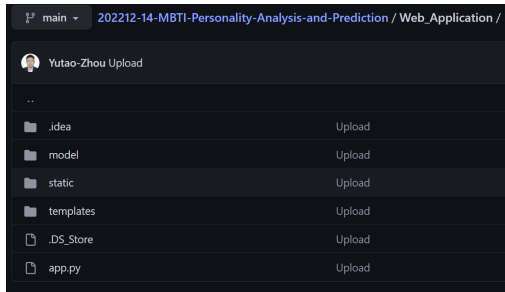 main 202212-14-MBTI-Personality-Analysis-and-Prediction / Web_Application /
Yutao-Zhou Upload
..
.idea Upload
model Upload
static Upload
templates Upload
.DS_Store Upload
app.py Upload